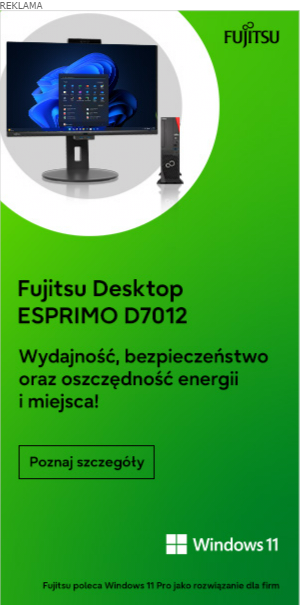 REKLAMA
FUJITSU
Fujitsu Desktop
ESPRIMO D7012
Wydajność, bezpieczeństwo
oraz oszczędność energii
i miejsca!
Poznaj szczegóły
Windows 11
Fujitsu poleca Windows 11 Pro jako rozwiązanie dla firm